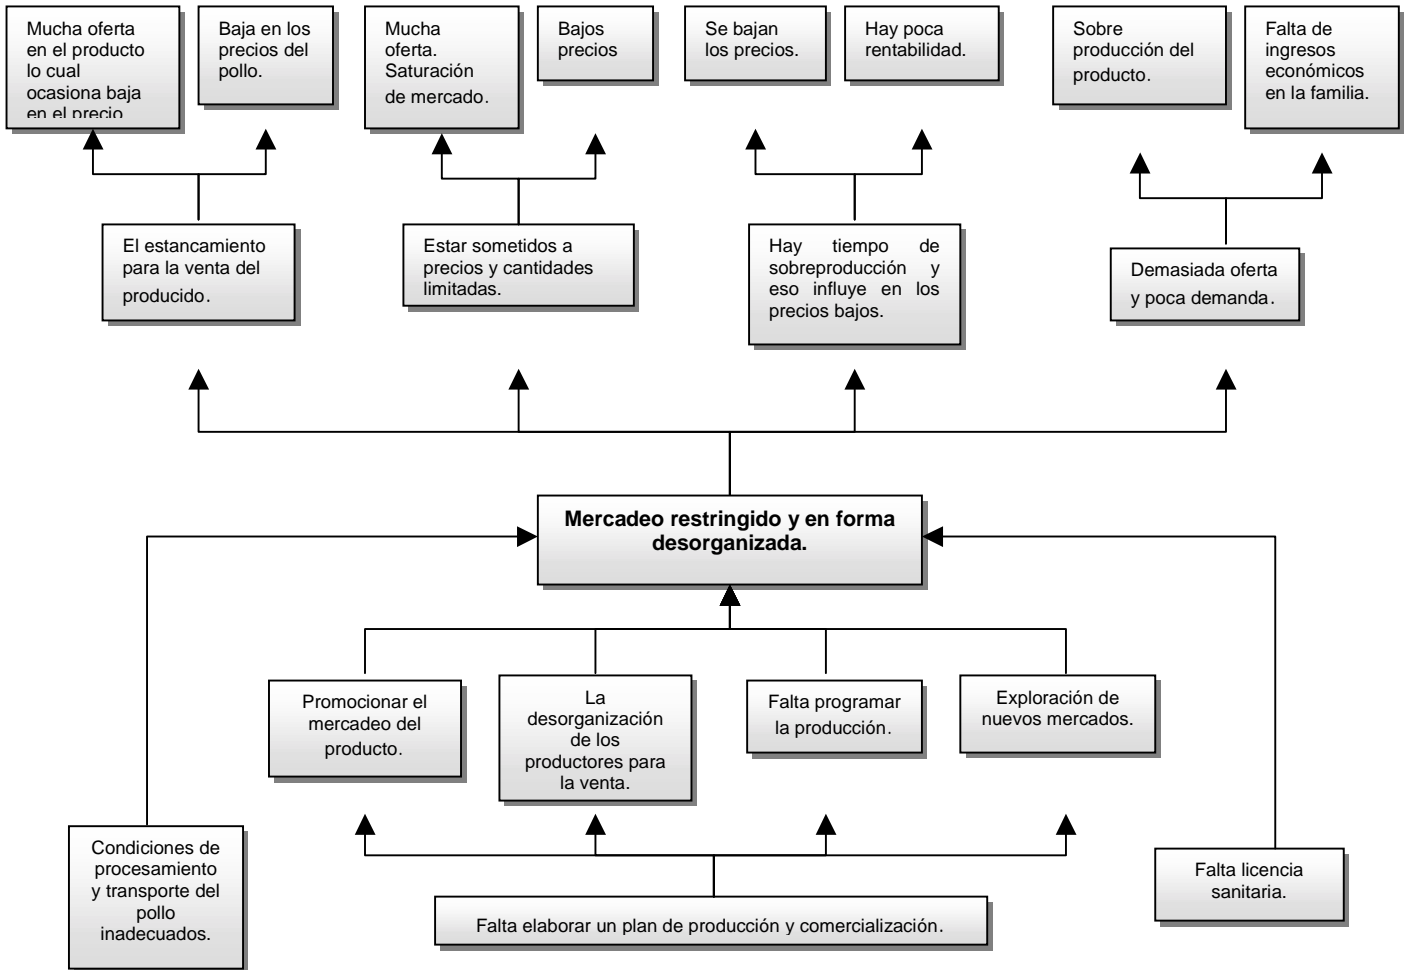 Mucha oferta
en el producto
lo cual
ocasiona baja
en el precio
Baja en los
precios del
pollo.
Mucha
oferta.
Saturación
de mercado.
Bajos
precios
Se bajan
los precios.
Hay poca
rentabilidad.
Sobre
producción del
producto.
Falta de
ingresos
económicos
en la familia.
El estancamiento
para la venta del
producido.
Estar sometidos a
precios y cantidades
limitadas.
Hay tiempo de
sobreproducción y
eso influye en los
precios bajos.
Demasiada oferta
y poca demanda.
Mercadeo restringido y en forma
desorganizada.
Promocionar el
mercadeo del
producto.
La
desorganización
de los
productores para
la venta.
Falta programar
la producción.
Exploración de
nuevos mercados.
Condiciones de
procesamiento
y transporte del
pollo
inadecuados.
Falta elaborar un plan de producción y comercialización.
Falta licencia
sanitaria.